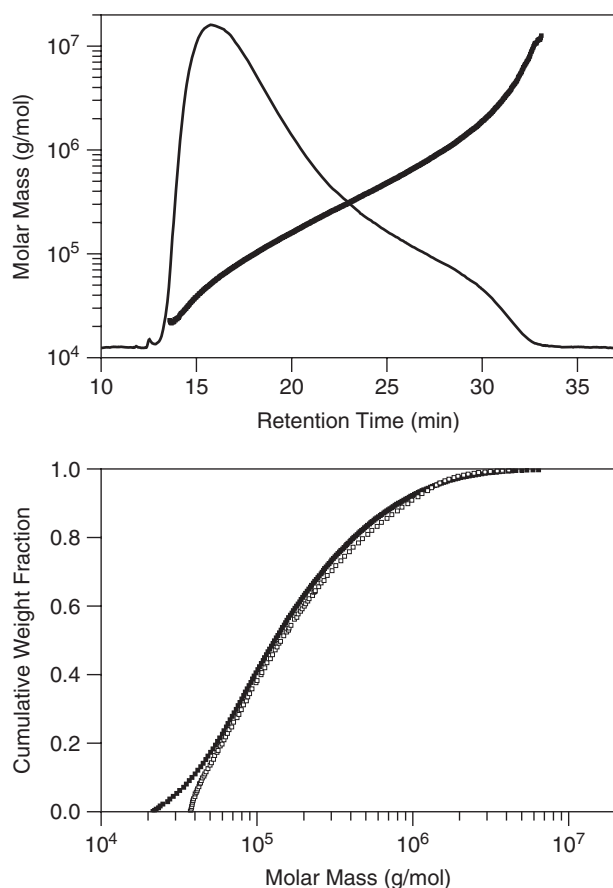 10⁷
10⁶
10⁵
10⁴
Molar Mass (g/mol)
10 15 20 25 30 35
Retention Time (min)
1.0
0.8
0.6
0.4
0.2
0.0
Cumulative Weight Fraction
10⁴ 10⁵ 10⁶ 10⁷
Molar Mass (g/mol)